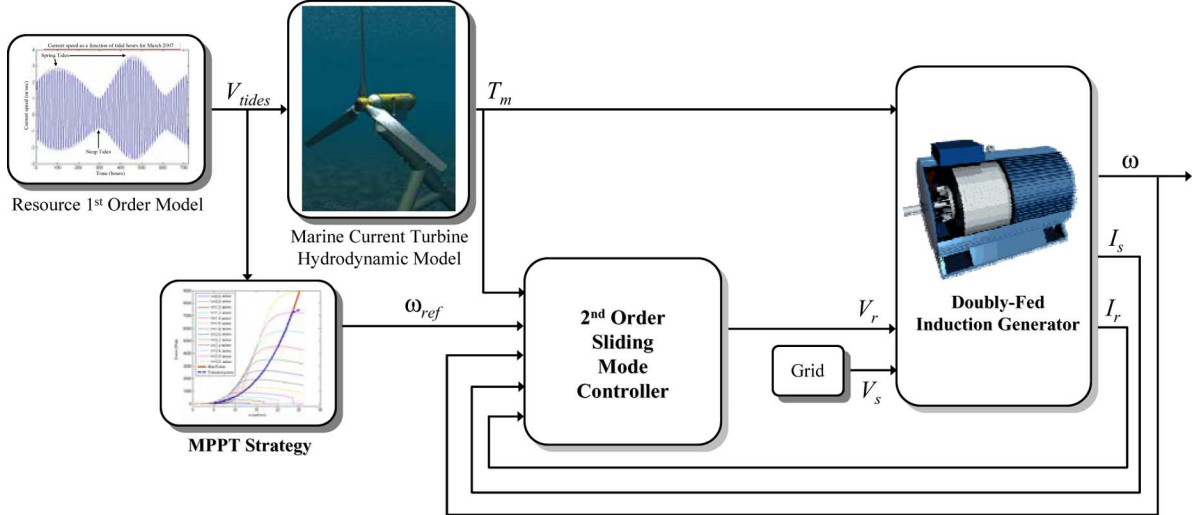 Current speed as a function of tidal hours for March 2007
Spring Tides
Neap Tides
Current speed (m/sec)
Time (hours)
Resource 1st Order Model
V_tides
Marine Current Turbine
Hydrodynamic Model
T_m
MPPT Strategy
ω_ref
2nd Order
Sliding
Mode
Controller
V_r
Grid
V_s
Doubly-Fed
Induction Generator
ω
I_s
I_r